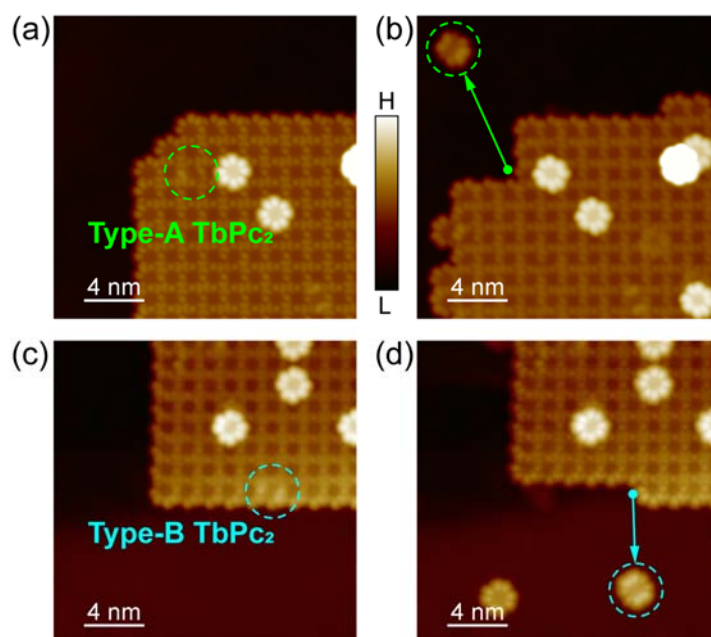 (a)
(b)
H
L
Type-A TbPc₂
4 nm
4 nm
(c)
(d)
Type-B TbPc₂
4 nm
4 nm